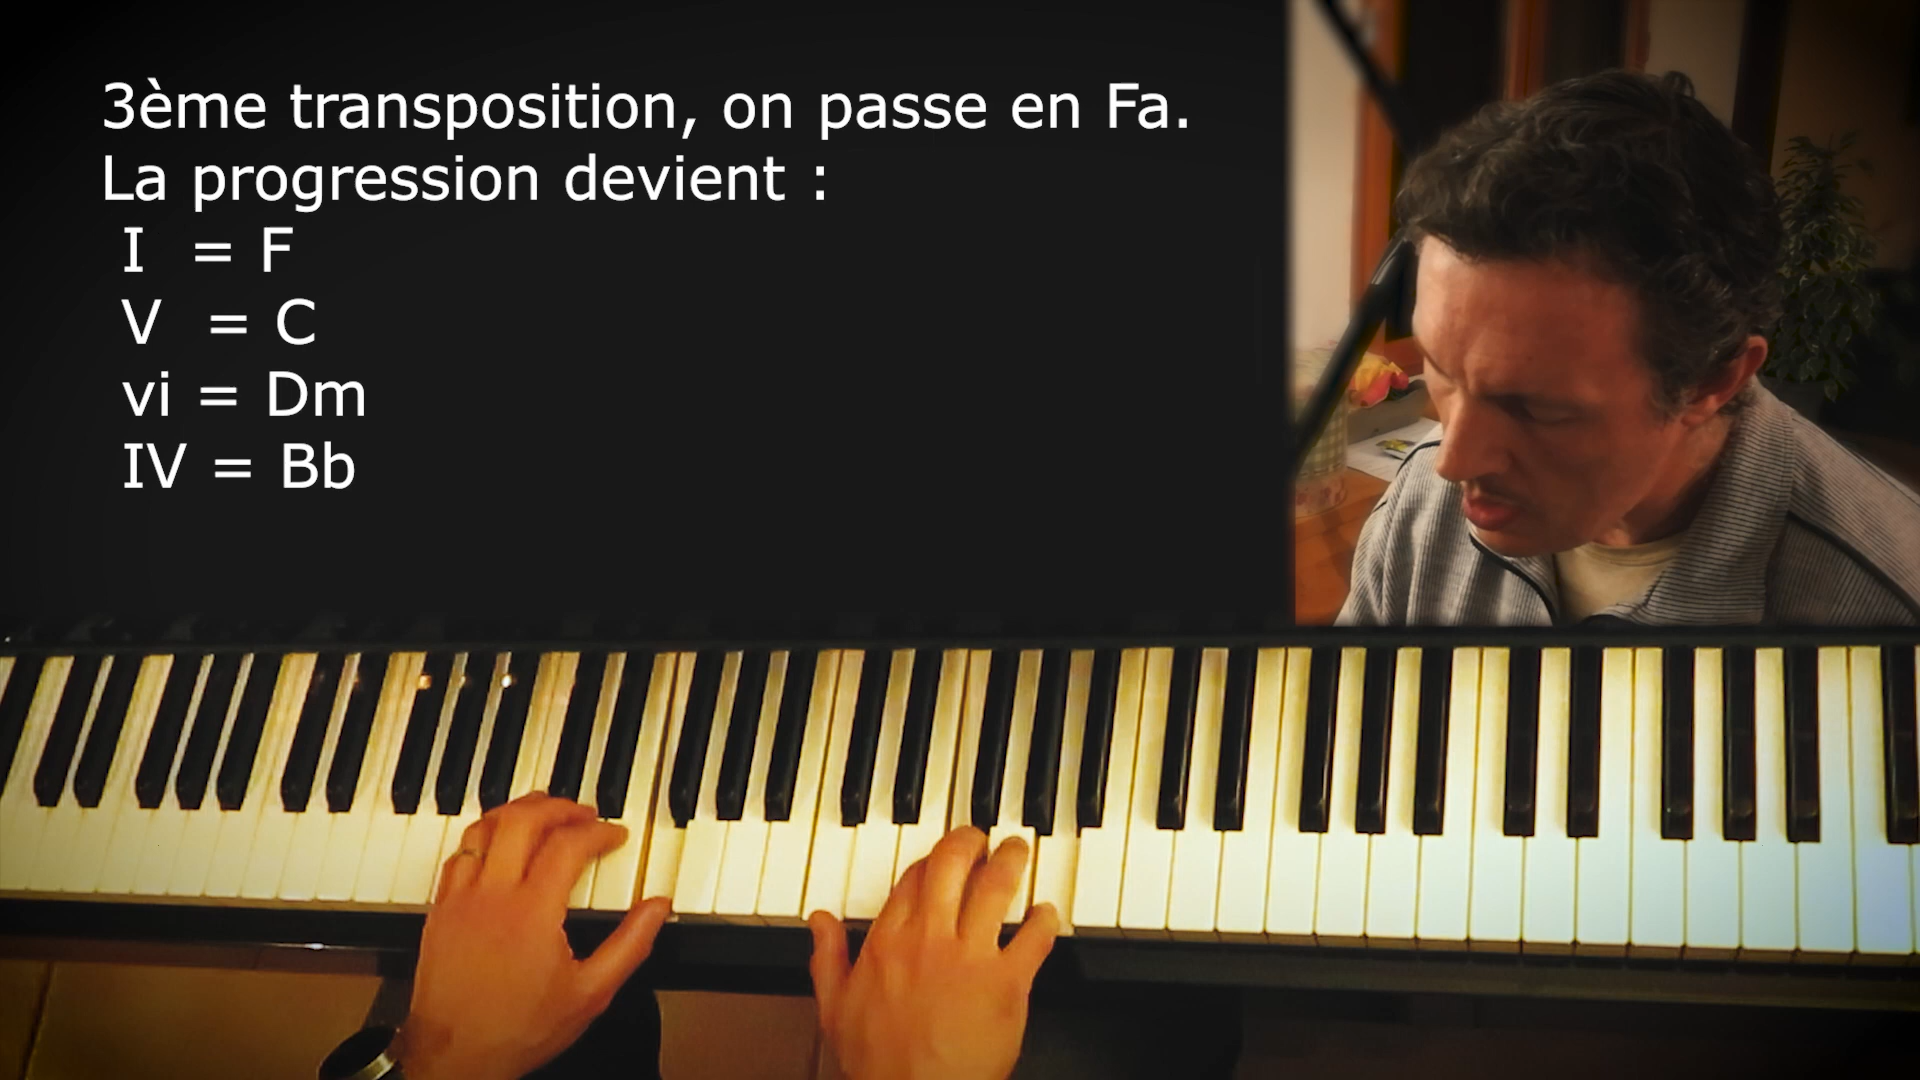 3ème transposition, on passe en Fa.
La progression devient :
I = F
V = C
vi = Dm
IV = Bb